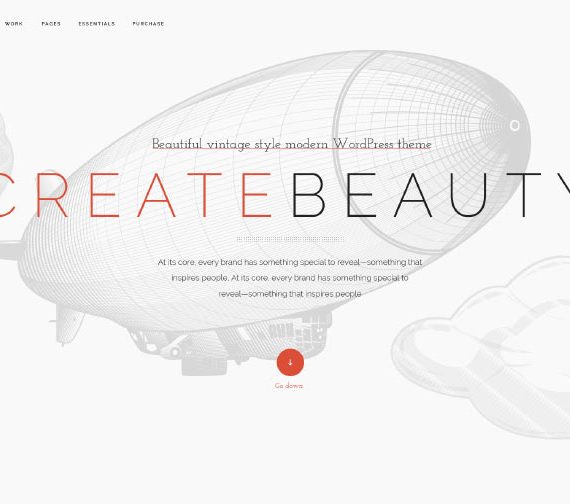 WORK PAGES ESSENTIALS PURCHASE
Beautiful vintage style modern WordPress theme
CREATEBEAUTY
At its core, every brand has something special to reveal—something that
inspires people. At its core, every brand has something special to
reveal—something that inspires people
Go down